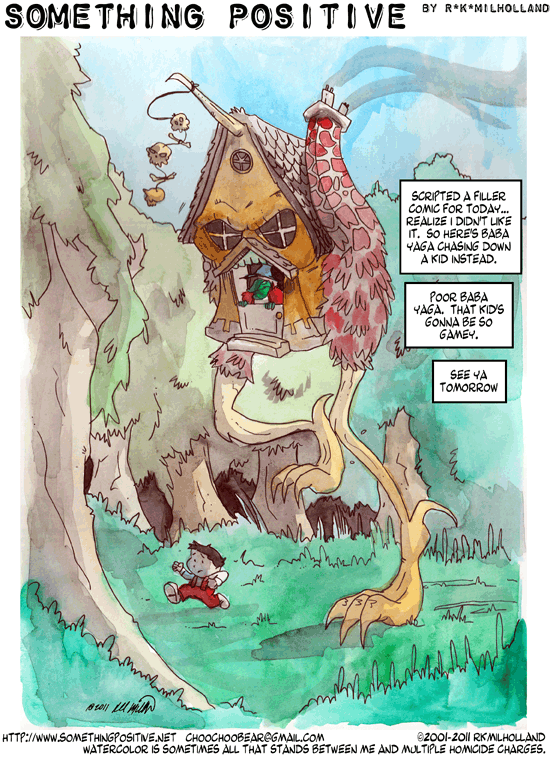 SOMETHING POSITIVE BY R*K*MILHOLLAND
SCRIPTED A FILLER
COMIC FOR TODAY...
REALIZE I DIDN'T LIKE
IT. SO HERE'S BABA
YAGA CHASING DOWN
A KID INSTEAD.
POOR BABA
YAGA. THAT KID'S
GONNA BE SO
GAMEY.
SEE YA
TOMORROW
2011
HTTP://WWW.SOMETHINGPOSITIVE.NET CHOOCHOOBEAR@GMAIL.COM ©2001-2011 RKMILHOLLAND
WATERCOLOR IS SOMETIMES ALL THAT STANDS BETWEEN ME AND MULTIPLE HOMICIDE CHARGES.